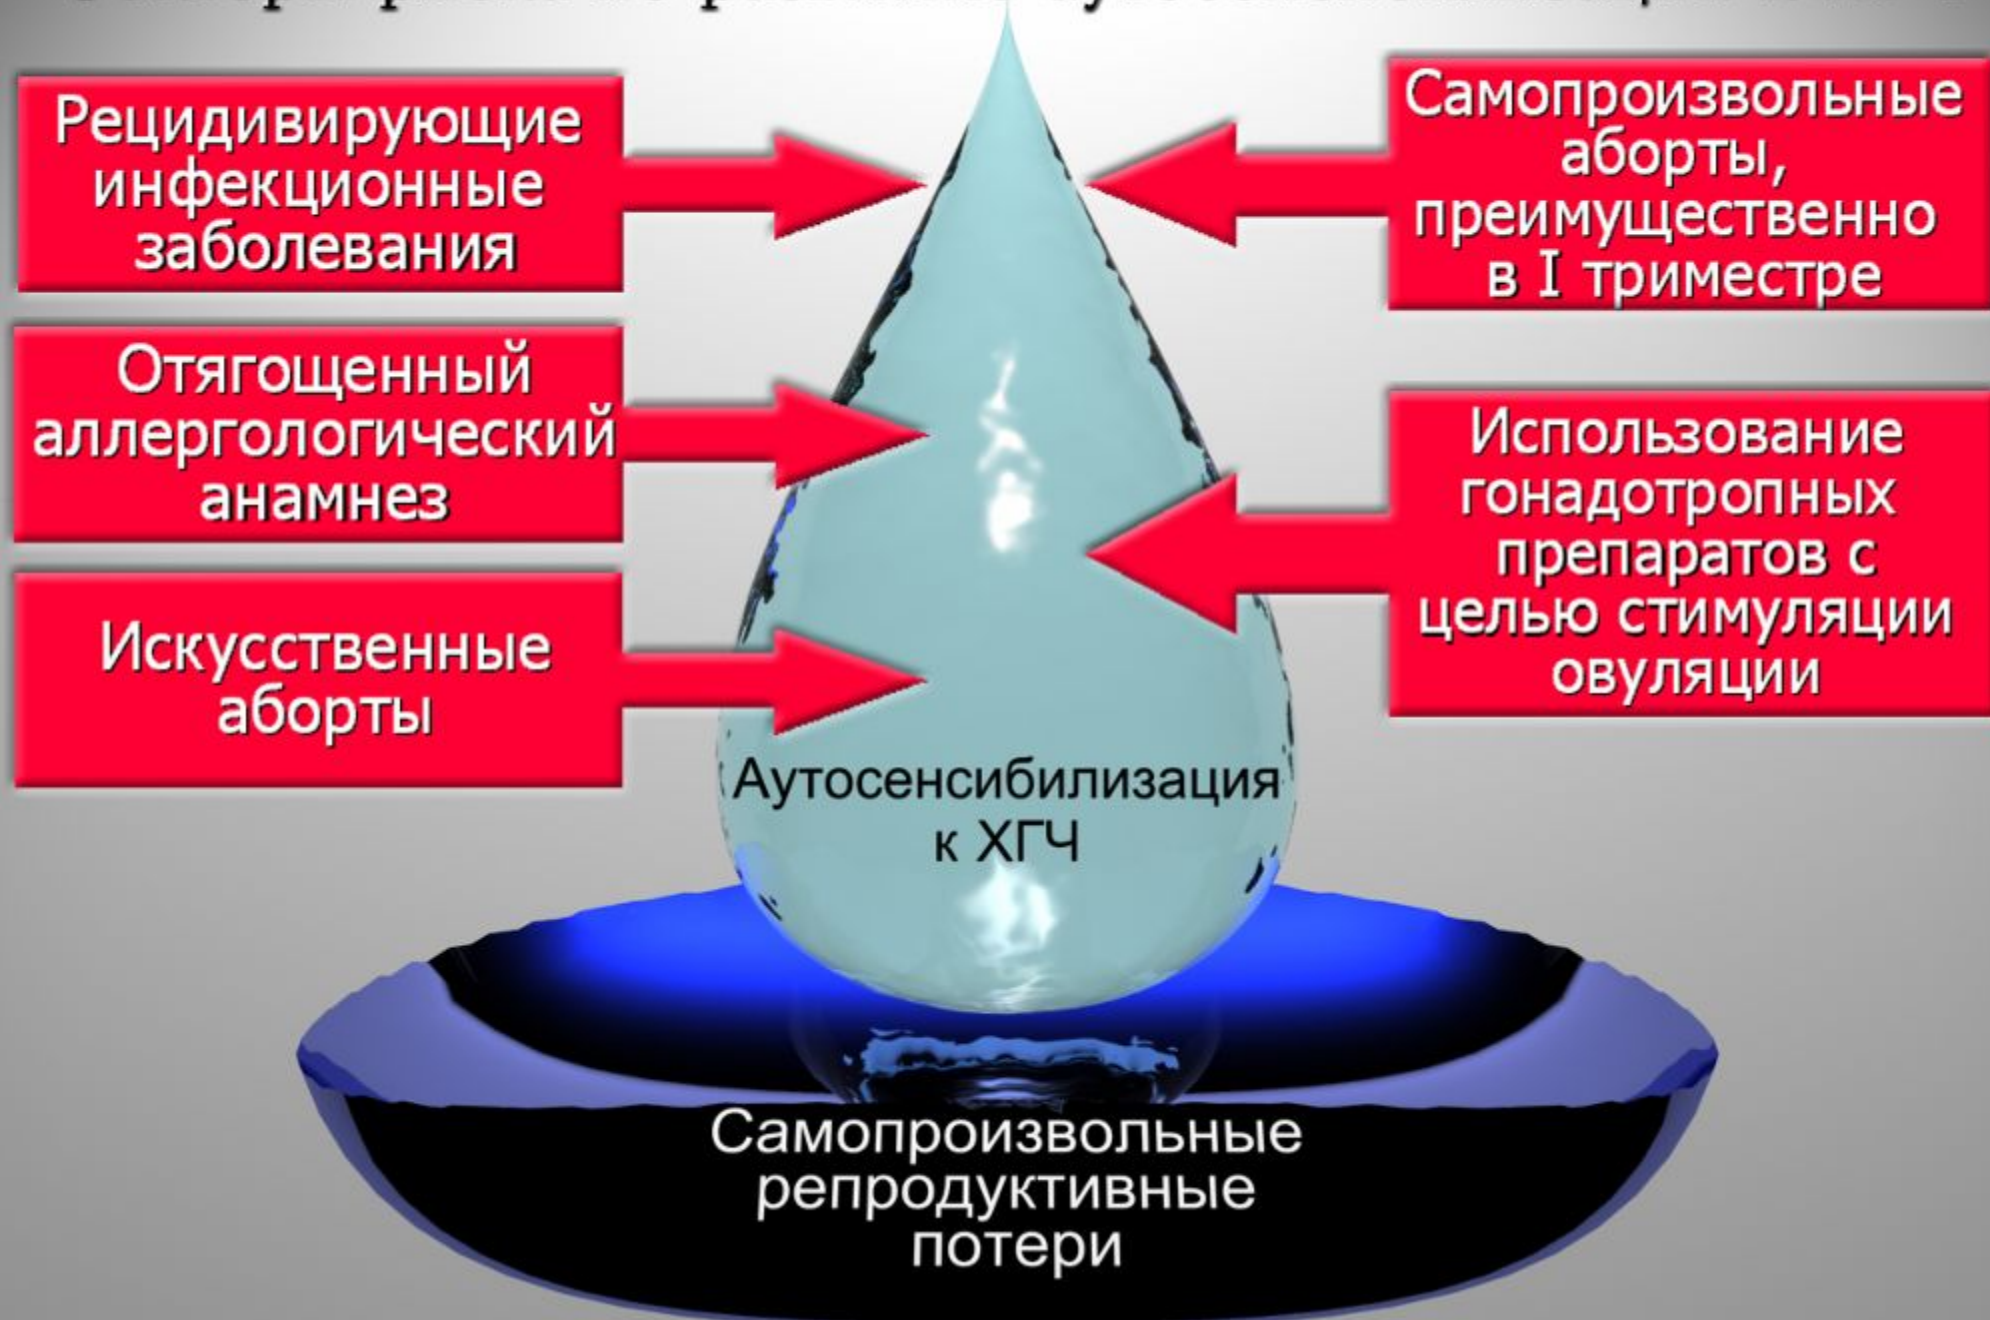 Рецидивирующие
инфекционные
заболевания
Отягощенный
аллергологический
анамнез
Искусственные
аборты
Самопроизвольные
аборты,
преимущественно
в I триместре
Использование
гонадотропных
препаратов с
целью стимуляции
овуляции
Аутосенсибилизация
к ХГЧ
Самопроизвольные
репродуктивные
потери